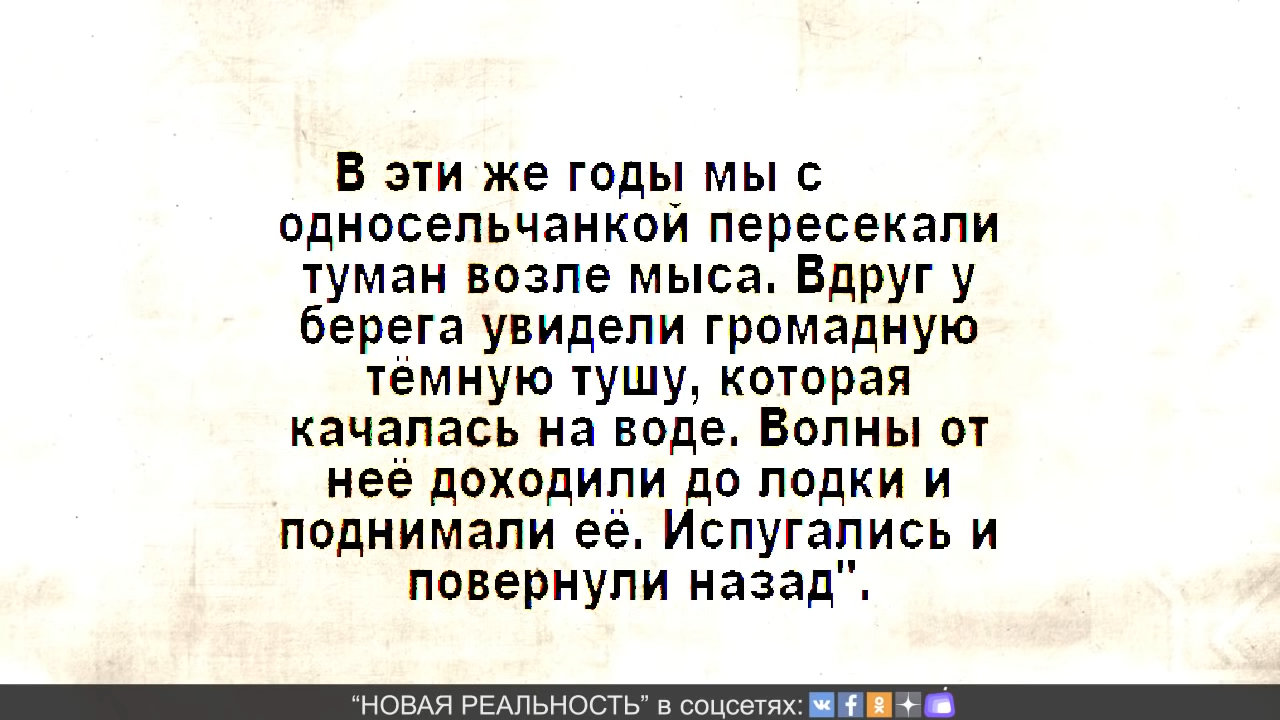 В эти же годы мы с
односельчанкой пересекали
туман возле мыса. Вдруг у
берега увидели громадную
тёмную тушу, которая
качалась на воде. Волны от
неё доходили до лодки и
поднимали её. Испугались и
повернули назад".
“НОВАЯ РЕАЛЬНОСТЬ” в соцсетях: